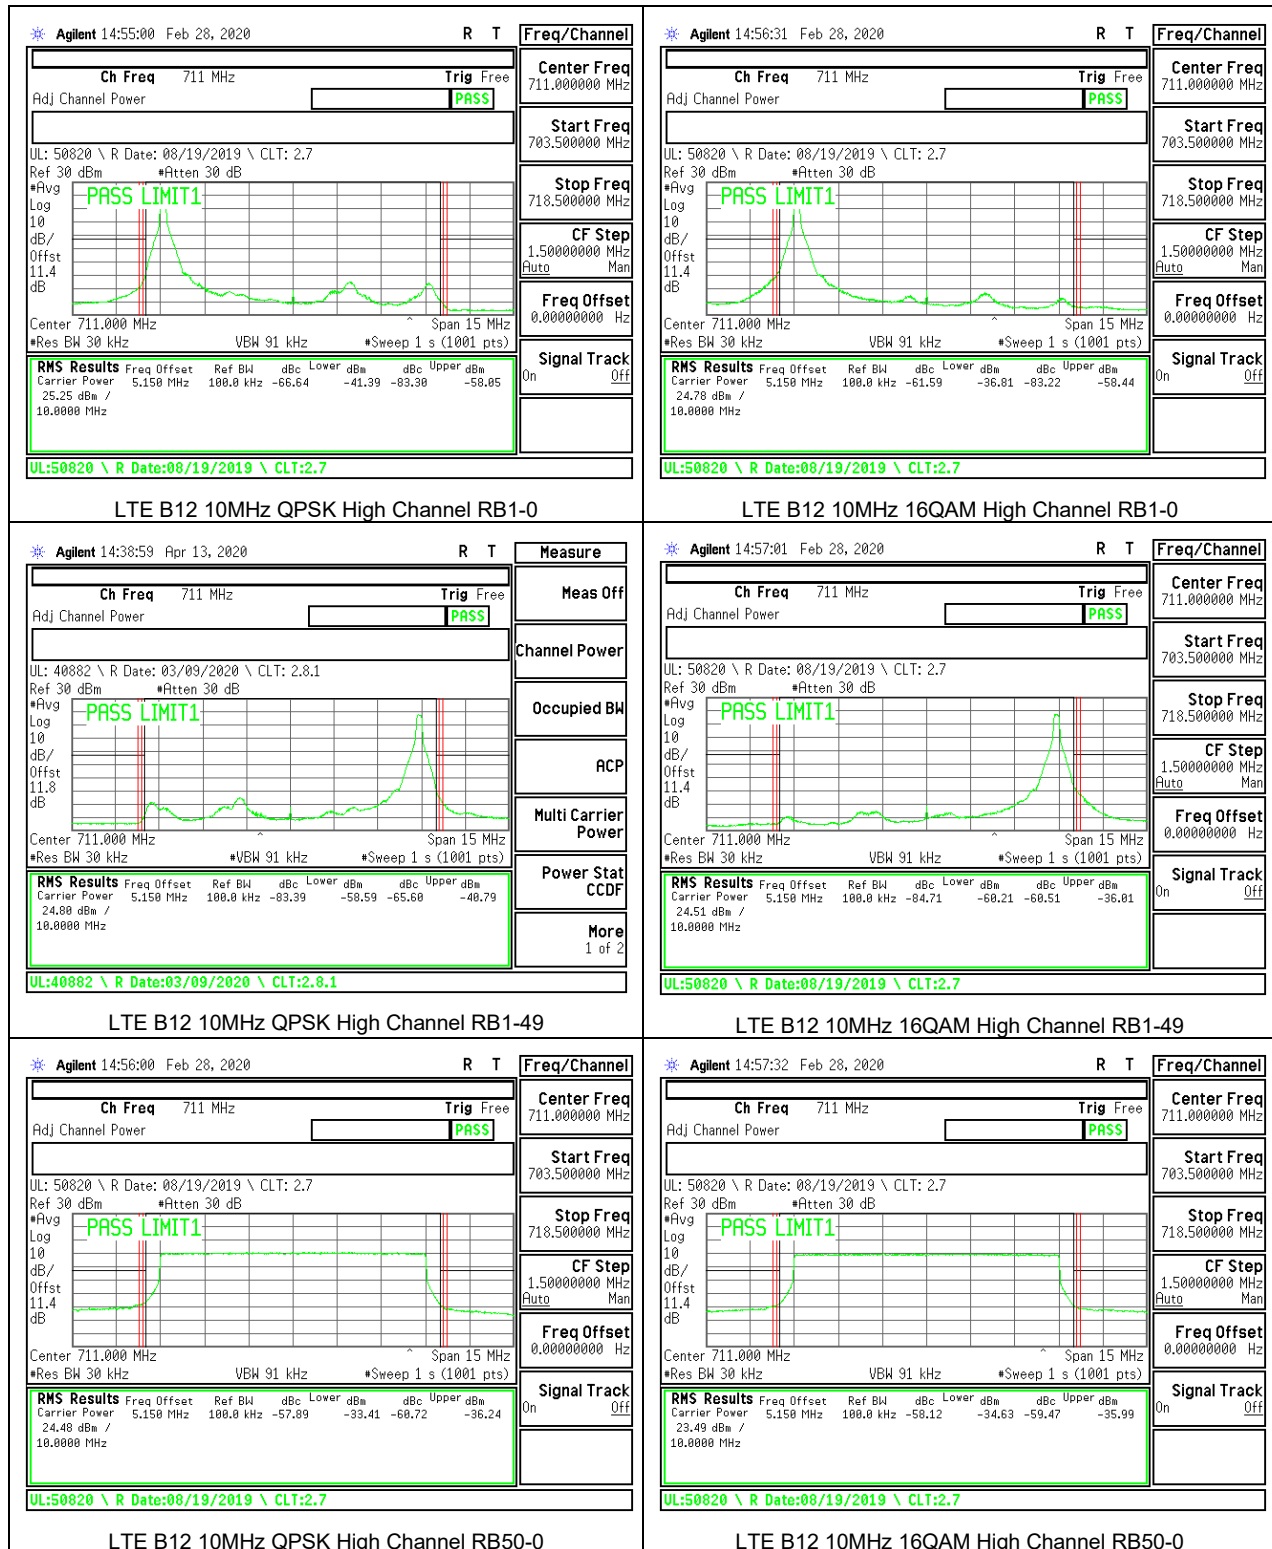 Agilent 14:55:00 Feb 28, 2020 R T Freq/Channel
Ch Freq 711 MHz Trig Free
Adj Channel Power PASS
Center Freq
711.000000 MHz
Start Freq
703.500000 MHz
UL: 50820 \ R Date: 08/19/2019 \ CLT: 2.7
Ref 30 dBm #Atten 30 dB
#Avg
Log
10
dB/
Offst
11.4
dB
PASS LIMIT1
Stop Freq
718.500000 MHz
CF Step
1.50000000 MHz
Auto Man
Freq Offset
0.00000000 Hz
Center 711.000 MHz Span 15 MHz
#Res BW 30 kHz VBW 91 kHz #Sweep 1 s (1001 pts)
Signal Track
On Off
RMS Results Freq Offset Ref BW dBc Lower dBm dBc Upper dBm
Carrier Power 5.150 MHz 100.0 kHz -66.64 -41.39 -83.30 -58.05
25.25 dBm /
10.0000 MHz
UL:50820 \ R Date:08/19/2019 \ CLT:2.7
LTE B12 10MHz QPSK High Channel RB1-0
Agilent 14:56:31 Feb 28, 2020 R T Freq/Channel
Ch Freq 711 MHz Trig Free
Adj Channel Power PASS
Center Freq
711.000000 MHz
Start Freq
703.500000 MHz
UL: 50820 \ R Date: 08/19/2019 \ CLT: 2.7
Ref 30 dBm #Atten 30 dB
#Avg
Log
10
dB/
Offst
11.4
dB
PASS LIMIT1
Stop Freq
718.500000 MHz
CF Step
1.50000000 MHz
Auto Man
Freq Offset
0.00000000 Hz
Center 711.000 MHz Span 15 MHz
#Res BW 30 kHz VBW 91 kHz #Sweep 1 s (1001 pts)
Signal Track
On Off
RMS Results Freq Offset Ref BW dBc Lower dBm dBc Upper dBm
Carrier Power 5.150 MHz 100.0 kHz -61.59 -36.81 -83.22 -58.44
24.78 dBm /
10.0000 MHz
UL:50820 \ R Date:08/19/2019 \ CLT:2.7
LTE B12 10MHz 16QAM High Channel RB1-0
Agilent 14:38:59 Apr 13, 2020 R T Measure
Ch Freq 711 MHz Trig Free
Adj Channel Power PASS
Meas Off
Channel Power
UL: 40882 \ R Date: 03/09/2020 \ CLT: 2.8.1
Ref 30 dBm #Atten 30 dB
#Avg
Log
10
dB/
Offst
11.8
dB
PASS LIMIT1
Occupied BW
ACP
Multi Carrier
Power
Center 711.000 MHz Span 15 MHz
#Res BW 30 kHz #VBW 91 kHz #Sweep 1 s (1001 pts)
Power Stat
CCDF
RMS Results Freq Offset Ref BW dBc Lower dBm dBc Upper dBm
Carrier Power 5.150 MHz 100.0 kHz -83.39 -58.59 -65.60 -40.79
24.80 dBm /
10.0000 MHz
More
1 of 2
UL:40882 \ R Date:03/09/2020 \ CLT:2.8.1
LTE B12 10MHz QPSK High Channel RB1-49
Agilent 14:57:01 Feb 28, 2020 R T Freq/Channel
Ch Freq 711 MHz Trig Free
Adj Channel Power PASS
Center Freq
711.000000 MHz
Start Freq
703.500000 MHz
UL: 50820 \ R Date: 08/19/2019 \ CLT: 2.7
Ref 30 dBm #Atten 30 dB
#Avg
Log
10
dB/
Offst
11.4
dB
PASS LIMIT1
Stop Freq
718.500000 MHz
CF Step
1.50000000 MHz
Auto Man
Freq Offset
0.00000000 Hz
Center 711.000 MHz Span 15 MHz
#Res BW 30 kHz VBW 91 kHz #Sweep 1 s (1001 pts)
Signal Track
On Off
RMS Results Freq Offset Ref BW dBc Lower dBm dBc Upper dBm
Carrier Power 5.150 MHz 100.0 kHz -84.71 -60.21 -60.51 -36.01
24.51 dBm /
10.0000 MHz
UL:50820 \ R Date:08/19/2019 \ CLT:2.7
LTE B12 10MHz 16QAM High Channel RB1-49
Agilent 14:56:00 Feb 28, 2020 R T Freq/Channel
Ch Freq 711 MHz Trig Free
Adj Channel Power PASS
Center Freq
711.000000 MHz
Start Freq
703.500000 MHz
UL: 50820 \ R Date: 08/19/2019 \ CLT: 2.7
Ref 30 dBm #Atten 30 dB
#Avg
Log
10
dB/
Offst
11.4
dB
PASS LIMIT1
Stop Freq
718.500000 MHz
CF Step
1.50000000 MHz
Auto Man
Freq Offset
0.00000000 Hz
Center 711.000 MHz Span 15 MHz
#Res BW 30 kHz VBW 91 kHz #Sweep 1 s (1001 pts)
Signal Track
On Off
RMS Results Freq Offset Ref BW dBc Lower dBm dBc Upper dBm
Carrier Power 5.150 MHz 100.0 kHz -57.89 -33.41 -60.72 -36.24
24.48 dBm /
10.0000 MHz
UL:50820 \ R Date:08/19/2019 \ CLT:2.7
LTE B12 10MHz QPSK High Channel RB50-0
Agilent 14:57:32 Feb 28, 2020 R T Freq/Channel
Ch Freq 711 MHz Trig Free
Adj Channel Power PASS
Center Freq
711.000000 MHz
Start Freq
703.500000 MHz
UL: 50820 \ R Date: 08/19/2019 \ CLT: 2.7
Ref 30 dBm #Atten 30 dB
#Avg
Log
10
dB/
Offst
11.4
dB
PASS LIMIT1
Stop Freq
718.500000 MHz
CF Step
1.50000000 MHz
Auto Man
Freq Offset
0.00000000 Hz
Center 711.000 MHz Span 15 MHz
#Res BW 30 kHz VBW 91 kHz #Sweep 1 s (1001 pts)
Signal Track
On Off
RMS Results Freq Offset Ref BW dBc Lower dBm dBc Upper dBm
Carrier Power 5.150 MHz 100.0 kHz -58.12 -34.63 -59.47 -35.99
23.49 dBm /
10.0000 MHz
UL:50820 \ R Date:08/19/2019 \ CLT:2.7
LTE B12 10MHz 16QAM High Channel RB50-0